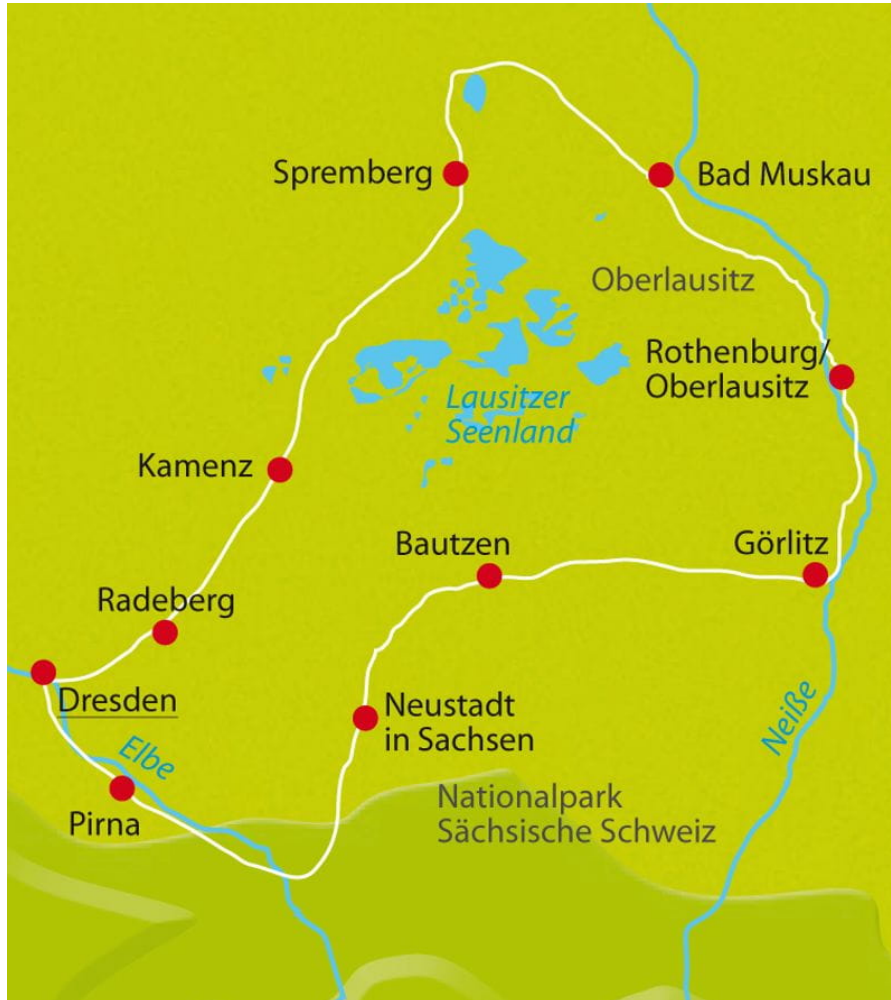 Spremberg
Bad Muskau
Oberlausitz
Rothenburg/
Oberlausitz
Lausitzer
Seenland
Kamenz
Bautzen
Görlitz
Radeberg
Dresden
Neustadt
in Sachsen
Neiße
Elbe
Pirna
Nationalpark
Sächsische Schweiz